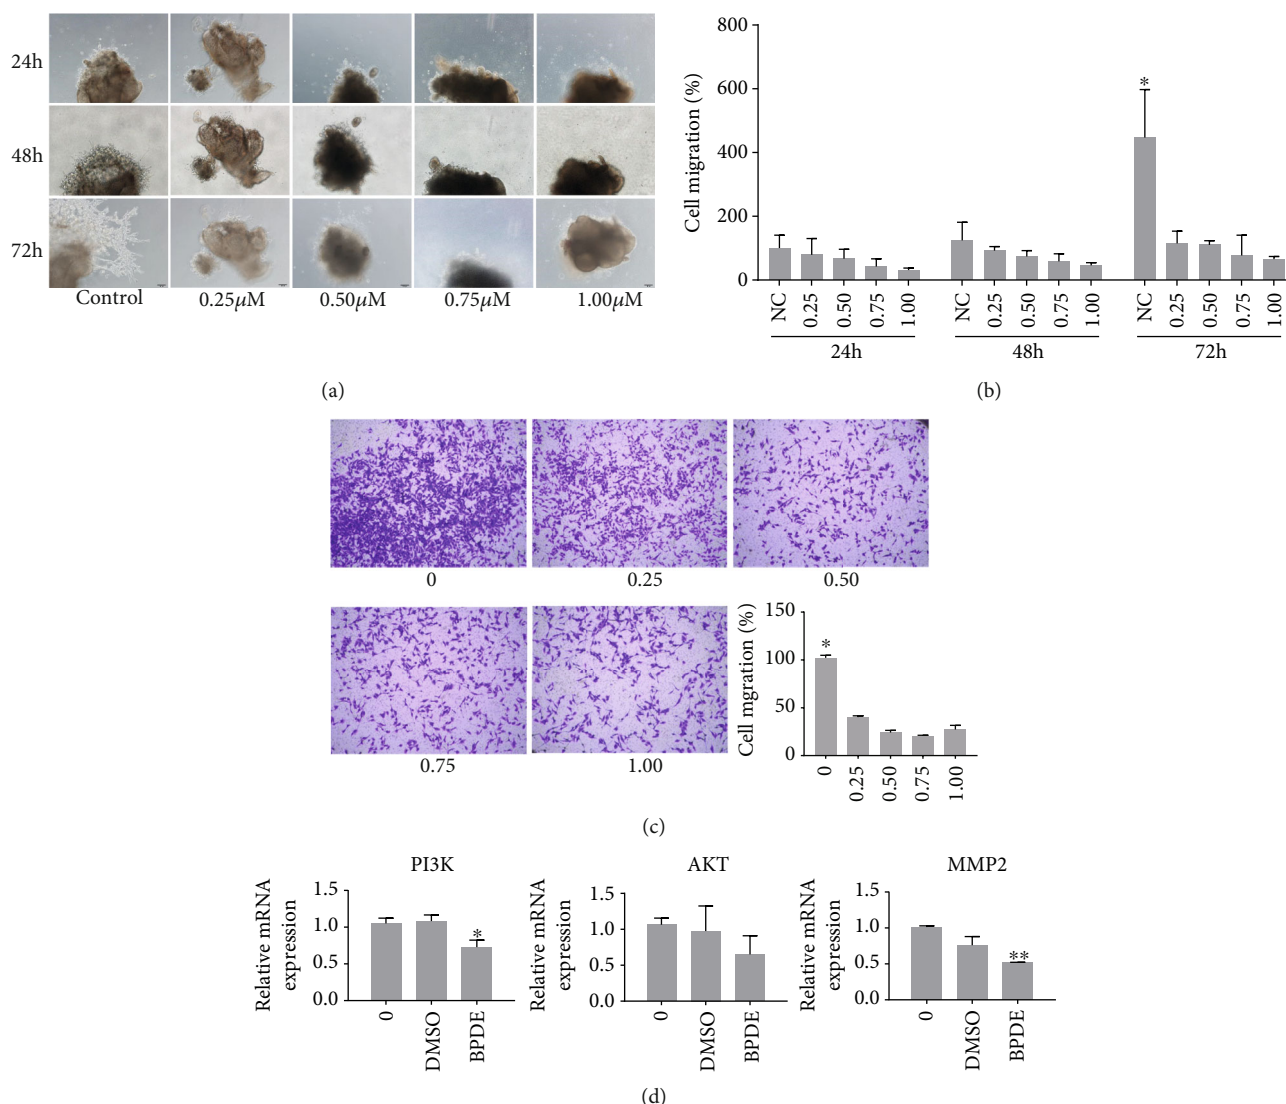 24h
48h
72h
Control 0.25μM 0.50μM 0.75μM 1.00μM
(a)
Cell migration (%)
800
600
400
200
0
*
NC 0.25 0.50 0.75 1.00 NC 0.25 0.50 0.75 1.00 NC 0.25 0.50 0.75 1.00
24h 48h 72h
(b)
0 0.25 0.50
0.75 1.00
Cell mgration (%)
150
100
50
0
*
0 0.25 0.50 0.75 1.00
(c)
PI3K
Relative mRNA
expression
1.5
1.0
0.5
0.0
*
0 DMSO BPDE
AKT
Relative mRNA
expression
1.5
1.0
0.5
0.0
0 DMSO BPDE
MMP2
Relative mRNA
expression
1.5
1.0
0.5
0.0
**
0 DMSO BPDE
(d)